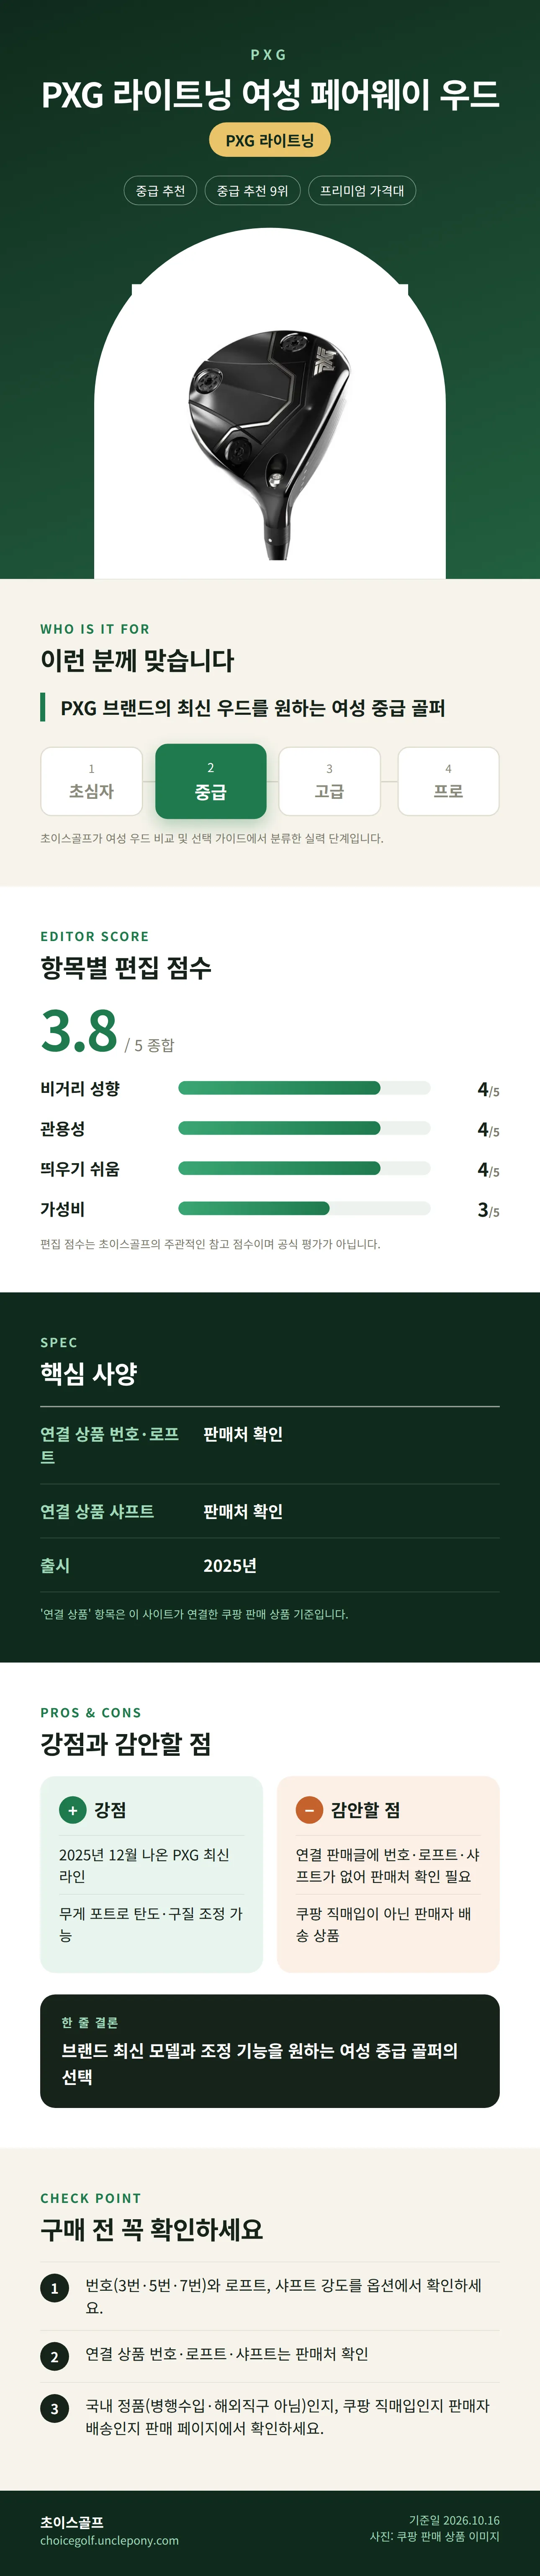 PXG
PXG 라이트닝 여성 페어웨이 우드
PXG 라이트닝
중급 추천
중급 추천 9위
프리미엄 가격대
PXG
WHO IS IT FOR
이런 분께 맞습니다
PXG 브랜드의 최신 우드를 원하는 여성 중급 골퍼
1
초심자
2
중급
3
고급
4
프로
초이스골프가 여성 우드 비교 및 선택 가이드에서 분류한 실력 단계입니다.
EDITOR SCORE
항목별 편집 점수
3.8 / 5 종합
비거리 성향 4/5
관용성 4/5
띄우기 쉬움 4/5
가성비 3/5
편집 점수는 초이스골프의 주관적인 참고 점수이며 공식 평가가 아닙니다.
SPEC
핵심 사양
연결 상품 번호·로프
트
판매처 확인
연결 상품 샤프트 판매처 확인
출시 2025년
'연결 상품' 항목은 이 사이트가 연결한 쿠팡 판매 상품 기준입니다.
PROS & CONS
강점과 감안할 점
+ 강점
2025년 12월 나온 PXG 최신
라인
무게 포트로 탄도·구질 조정 가
능
− 감안할 점
연결 판매글에 번호·로프트·샤
프트가 없어 판매처 확인 필요
쿠팡 직매입이 아닌 판매자 배
송 상품
한 줄 결론
브랜드 최신 모델과 조정 기능을 원하는 여성 중급 골퍼의
선택
CHECK POINT
구매 전 꼭 확인하세요
1 번호(3번·5번·7번)와 로프트, 샤프트 강도를 옵션에서 확인하세
요.
2 연결 상품 번호·로프트·샤프트는 판매처 확인
3 국내 정품(병행수입·해외직구 아님)인지, 쿠팡 직매입인지 판매자
배송인지 판매 페이지에서 확인하세요.
초이스골프
choicegolf.unclepony.com
기준일 2026.10.16
사진: 쿠팡 판매 상품 이미지